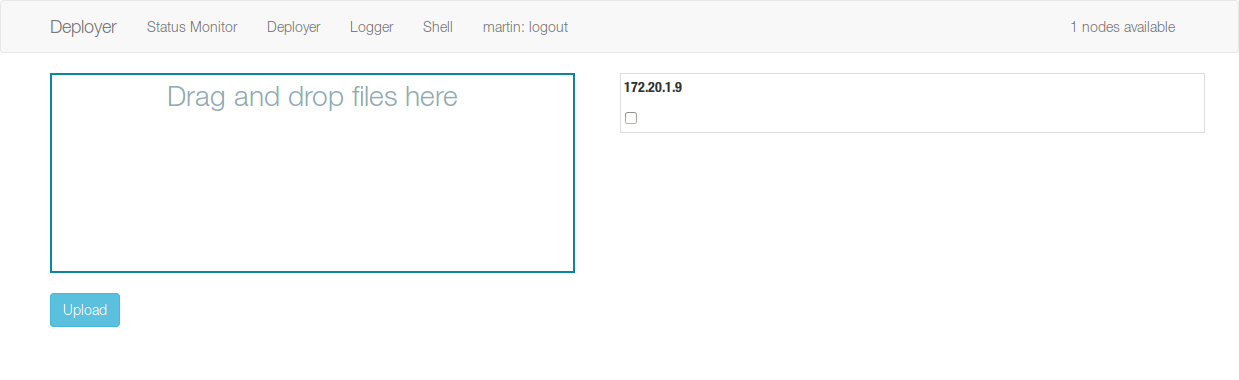 Deployer Status Monitor Deployer Logger Shell martin: logout 1 nodes available
Drag and drop files here
172.20.1.9
Upload